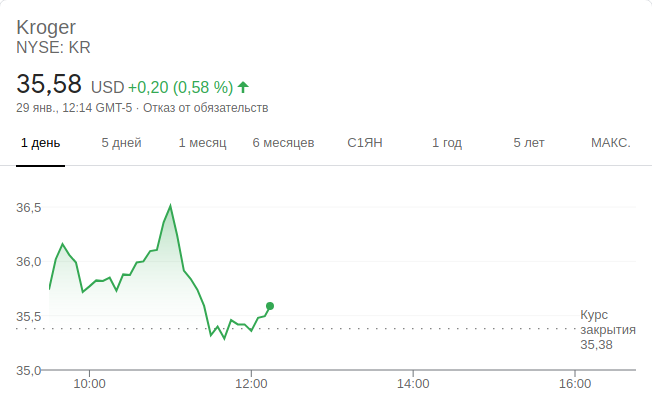 Kroger
NYSE: KR
35,58 USD +0,20 (0,58 %)
29 янв., 12:14 GMT-5 · Отказ от обязательств
1 день 5 дней 1 месяц 6 месяцев С1ЯН 1 год 5 лет МАКС.
36,5
36,0
35,5
35,0
Курс
закрытия
35,38
10:00 12:00 14:00 16:00